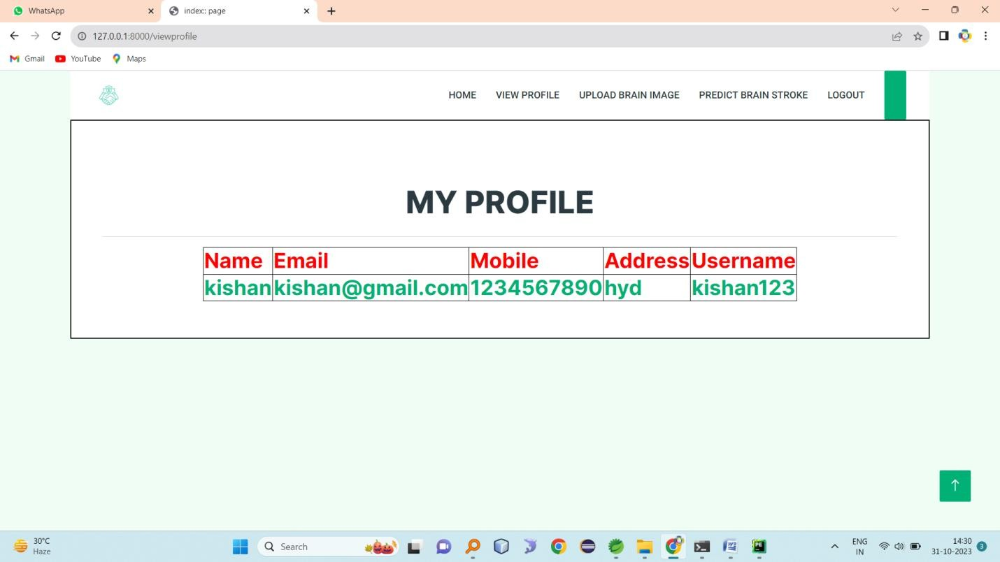 WhatsApp
index:: page
127.0.0.1:8000/viewprofile
Gmail YouTube Maps
HOME VIEW PROFILE UPLOAD BRAIN IMAGE PREDICT BRAIN STROKE LOGOUT
MY PROFILE
Name Email Mobile Address Username
kishan kishan@gmail.com 1234567890 hyd kishan123
30°C
Haze
Search
PE
ENG
IN
14:30
31-10-2023
3